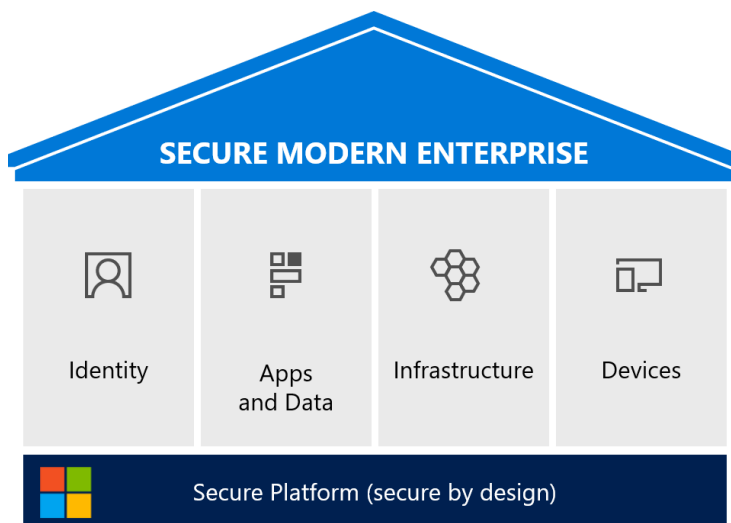 SECURE MODERN ENTERPRISE
Identity
Apps
and Data
Infrastructure
Devices
Secure Platform (secure by design)